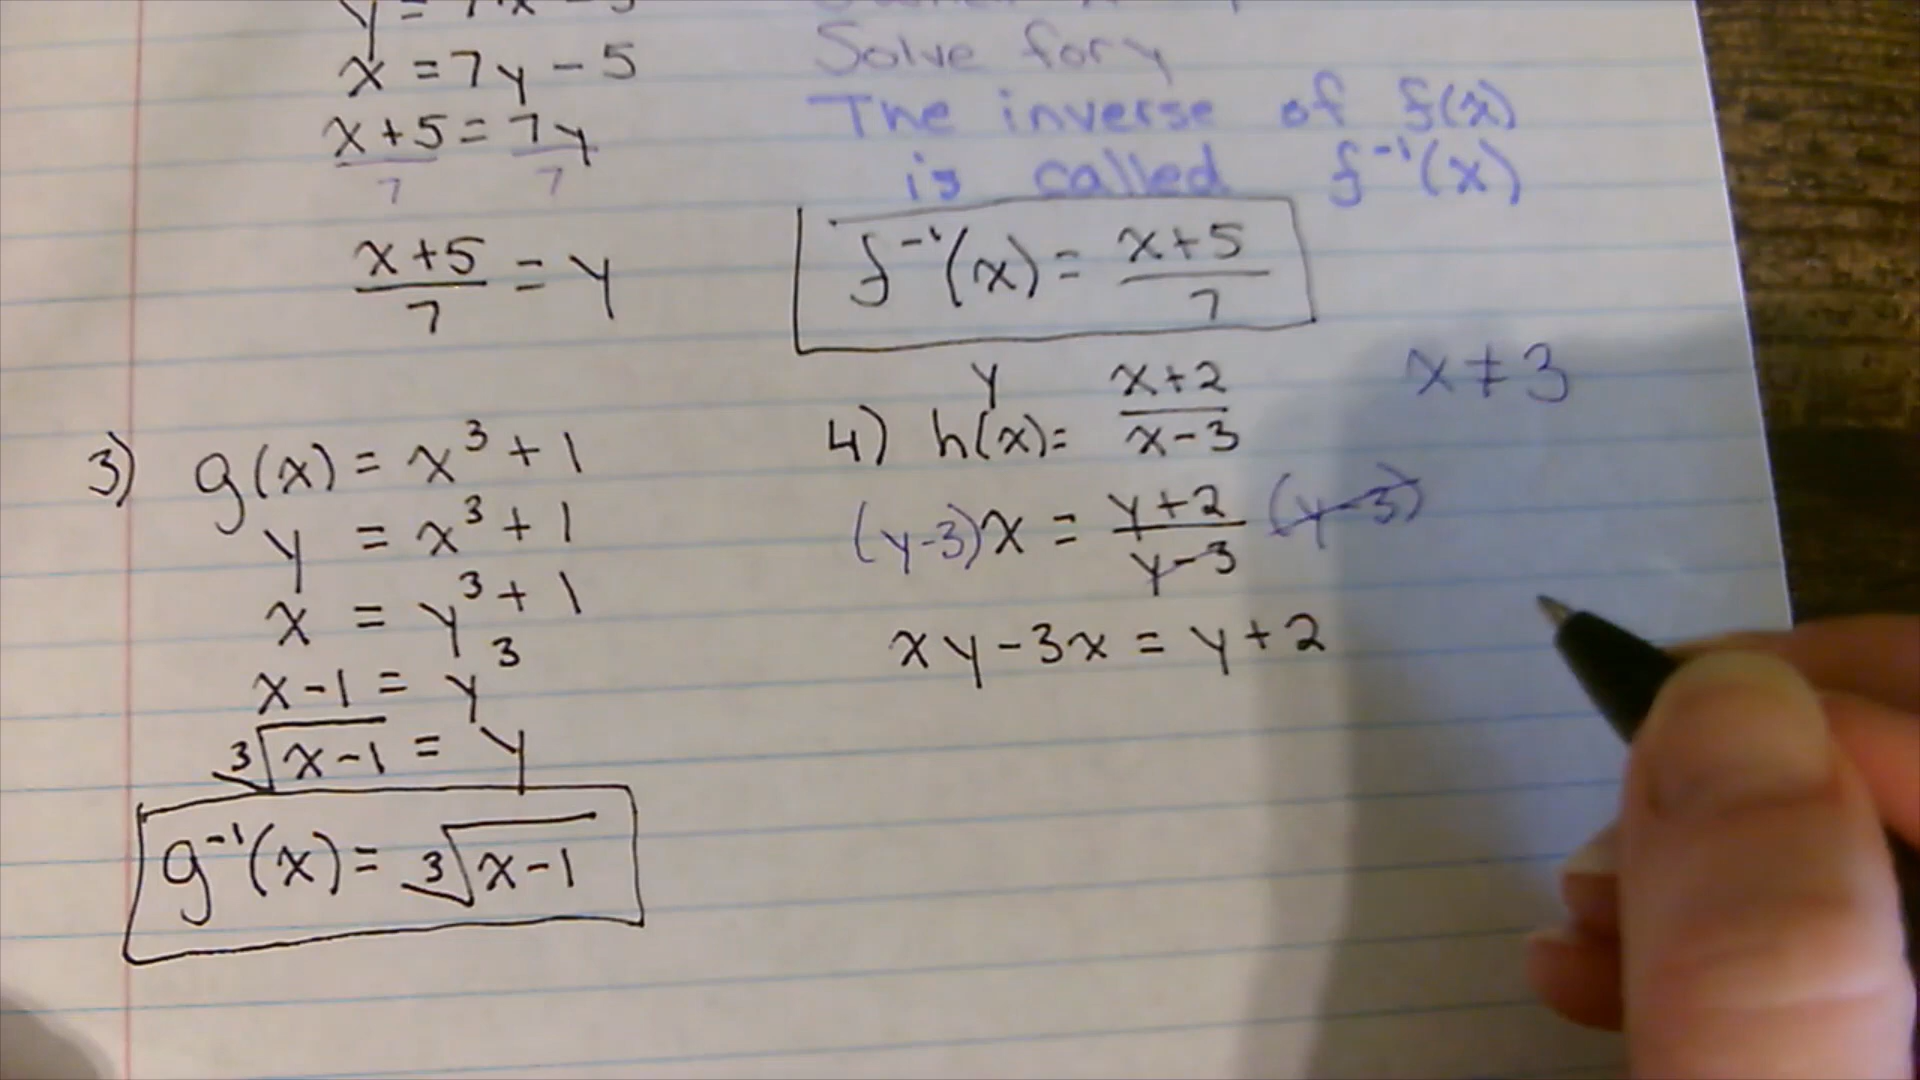 x = 7y - 5
x + 5 = 7y
7 7
x + 5 / 7 = y
Solve for y
The inverse of f(x)
is called f⁻¹(x)
f⁻¹(x) = x + 5 / 7
3) g(x) = x³ + 1
y = x³ + 1
x = y³ + 1
x - 1 = y³
∛x - 1 = y
g⁻¹(x) = ∛x - 1
y
4) h(x) = x + 2 / x - 3 x ≠ 3
(y - 3) x = y + 2 / y - 3 (y - 3)
xy - 3x = y + 2